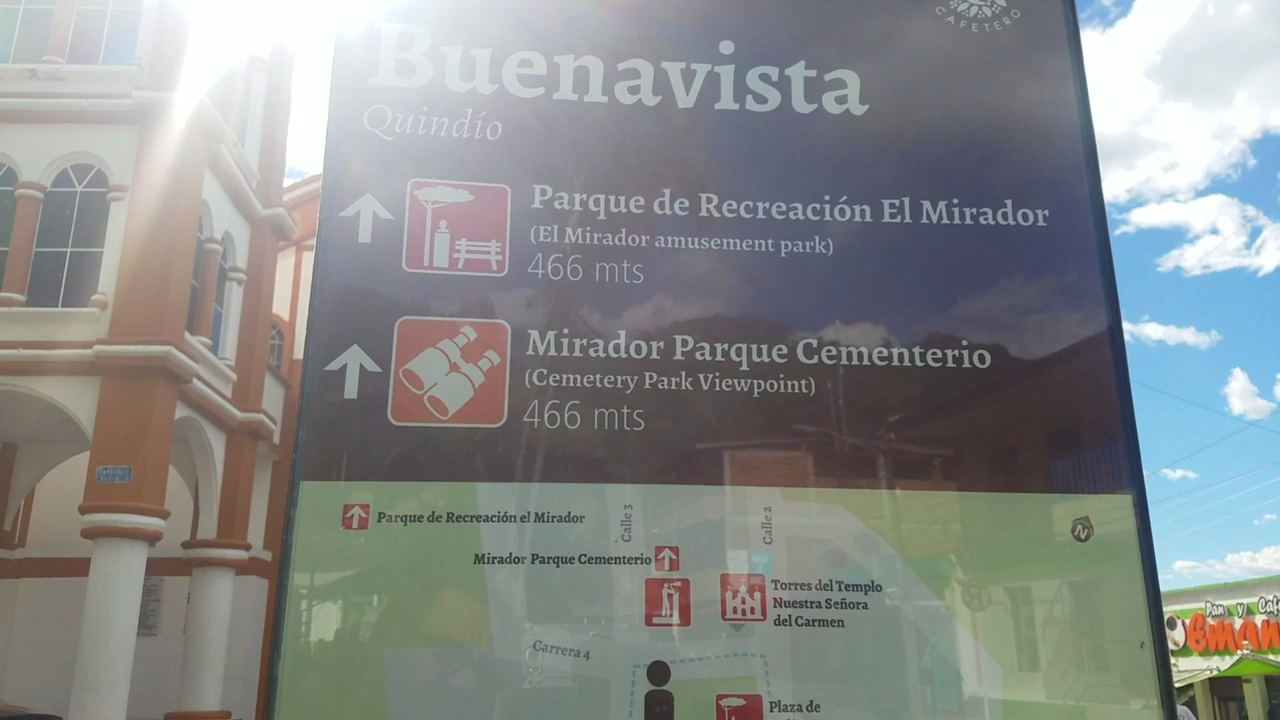 CAFETERO
Buenavista
Quindío
Parque de Recreación El Mirador
(El Mirador amusement park)
466 mts
Mirador Parque Cementerio
(Cemetery Park Viewpoint)
466 mts
Parque de Recreación el Mirador
Calle 3
Calle 2
N
Mirador Parque Cementerio
Torres del Templo
Nuestra Señora
del Carmen
Carrera 4
Plaza de
Pan y